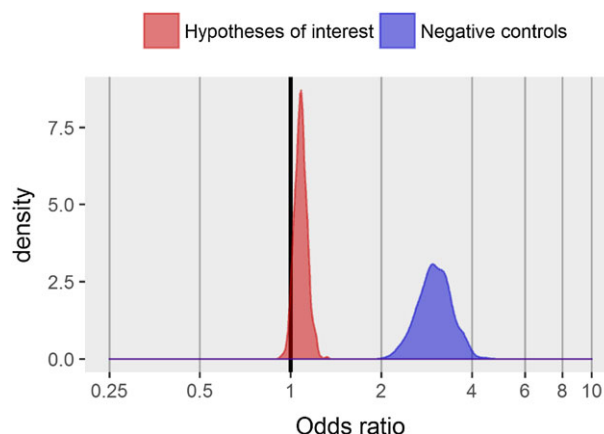 Hypotheses of interest Negative controls
7.5
5.0
2.5
0.0
density
0.25 0.5 1 2 4 6 8 10
Odds ratio